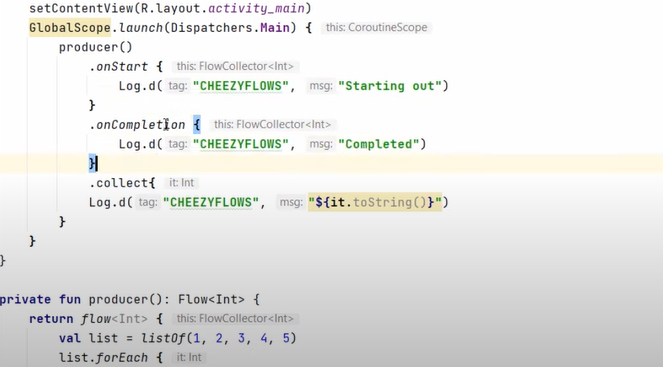 setContentView(R.layout.activity_main)
GlobalScope.launch(Dispatchers.Main) { this: CoroutineScope
producer()
.onStart { this: FlowCollector<Int>
Log.d( tag: "CHEEZYFLOWS", msg: "Starting out")
}
.onCompletion { this: FlowCollector<Int>
Log.d( tag: "CHEEZYFLOWS", msg: "Completed")
}
.collect{ it: Int
Log.d( tag: "CHEEZYFLOWS", msg: "${it.toString()}")
}
}
}
private fun producer(): Flow<Int> {
return flow<Int> { this: FlowCollector<Int>
val list = listOf(1, 2, 3, 4, 5)
list.forEach { it: Int